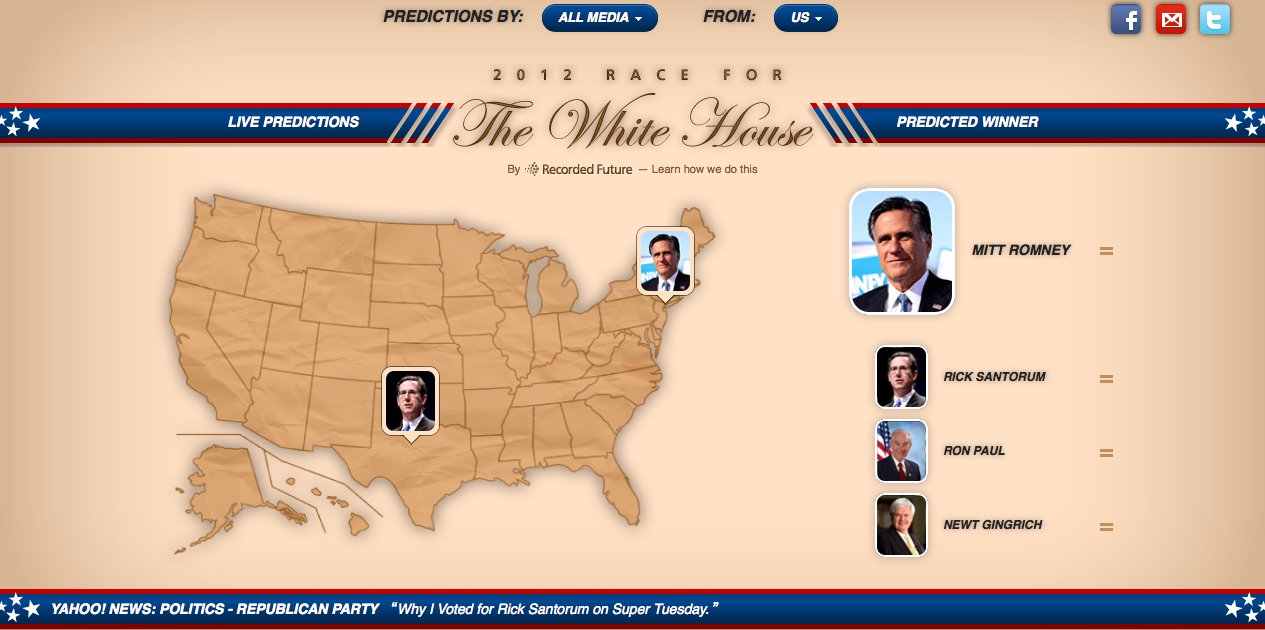 PREDICTIONS BY: ALL MEDIA FROM: US
2012 RACE FOR
The White House
LIVE PREDICTIONS
PREDICTED WINNER
By Recorded Future — Learn how we do this
MITT ROMNEY
RICK SANTORUM
RON PAUL
NEWT GINGRICH
YAHOO! NEWS: POLITICS - REPUBLICAN PARTY “Why I Voted for Rick Santorum on Super Tuesday.”